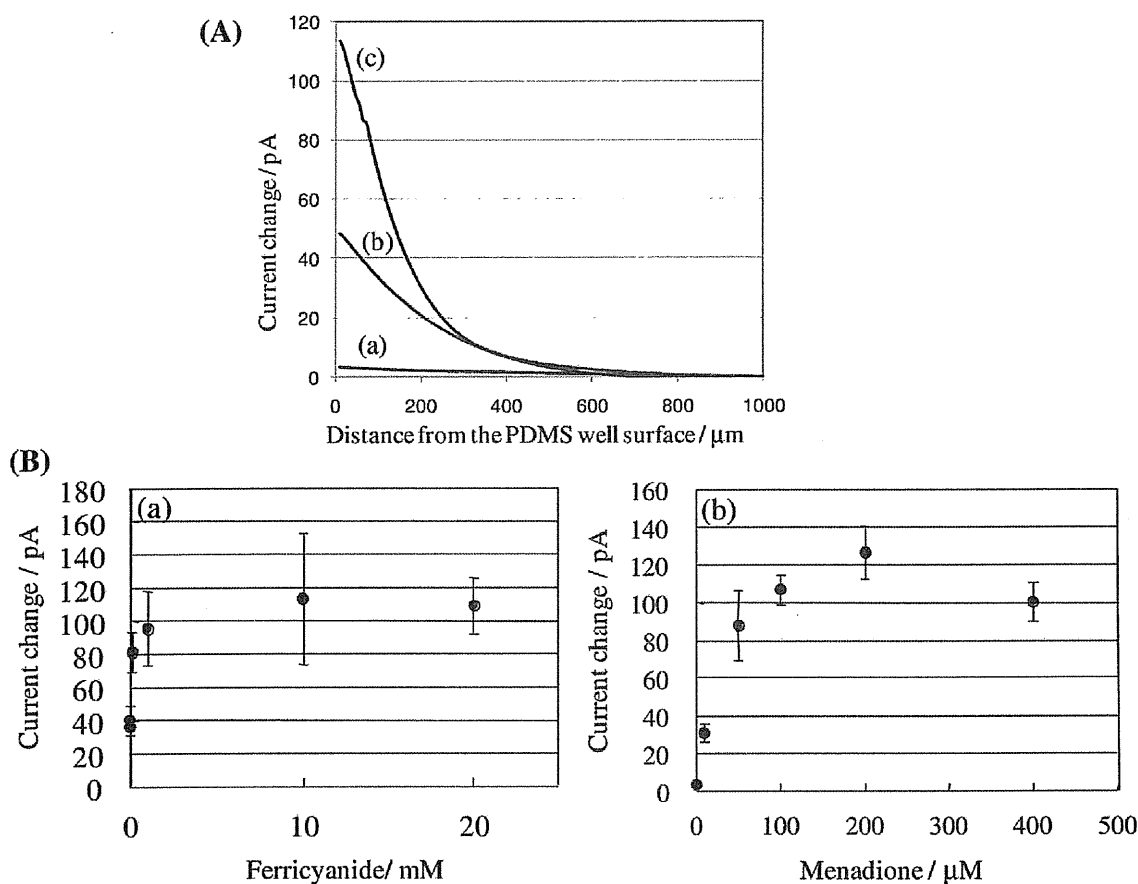 (A)
120
100
80
60
40
20
0
Current change / pA
(c)
(b)
(a)
0 200 400 600 800 1000
Distance from the PDMS well surface / μm
(B)
180
160
140
120
100
80
60
40
20
0
Current change / pA
(a)
0 10 20
Ferricyanide/ mM
160
140
120
100
80
60
40
20
0
Current change / pA
(b)
0 100 200 300 400 500
Menadione / μM